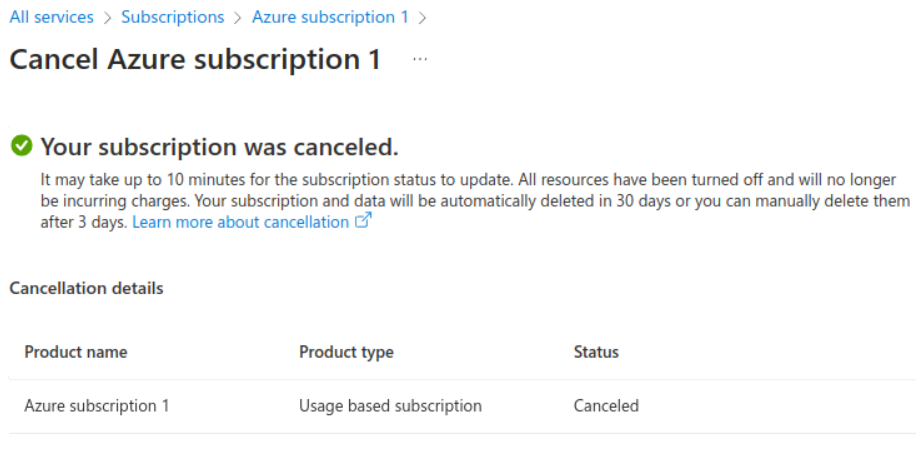 All services > Subscriptions > Azure subscription 1 >
Cancel Azure subscription 1 ...
Your subscription was canceled.
It may take up to 10 minutes for the subscription status to update. All resources have been turned off and will no longer
be incurring charges. Your subscription and data will be automatically deleted in 30 days or you can manually delete them
after 3 days. Learn more about cancellation
Cancellation details
Product name Product type Status
Azure subscription 1 Usage based subscription Canceled